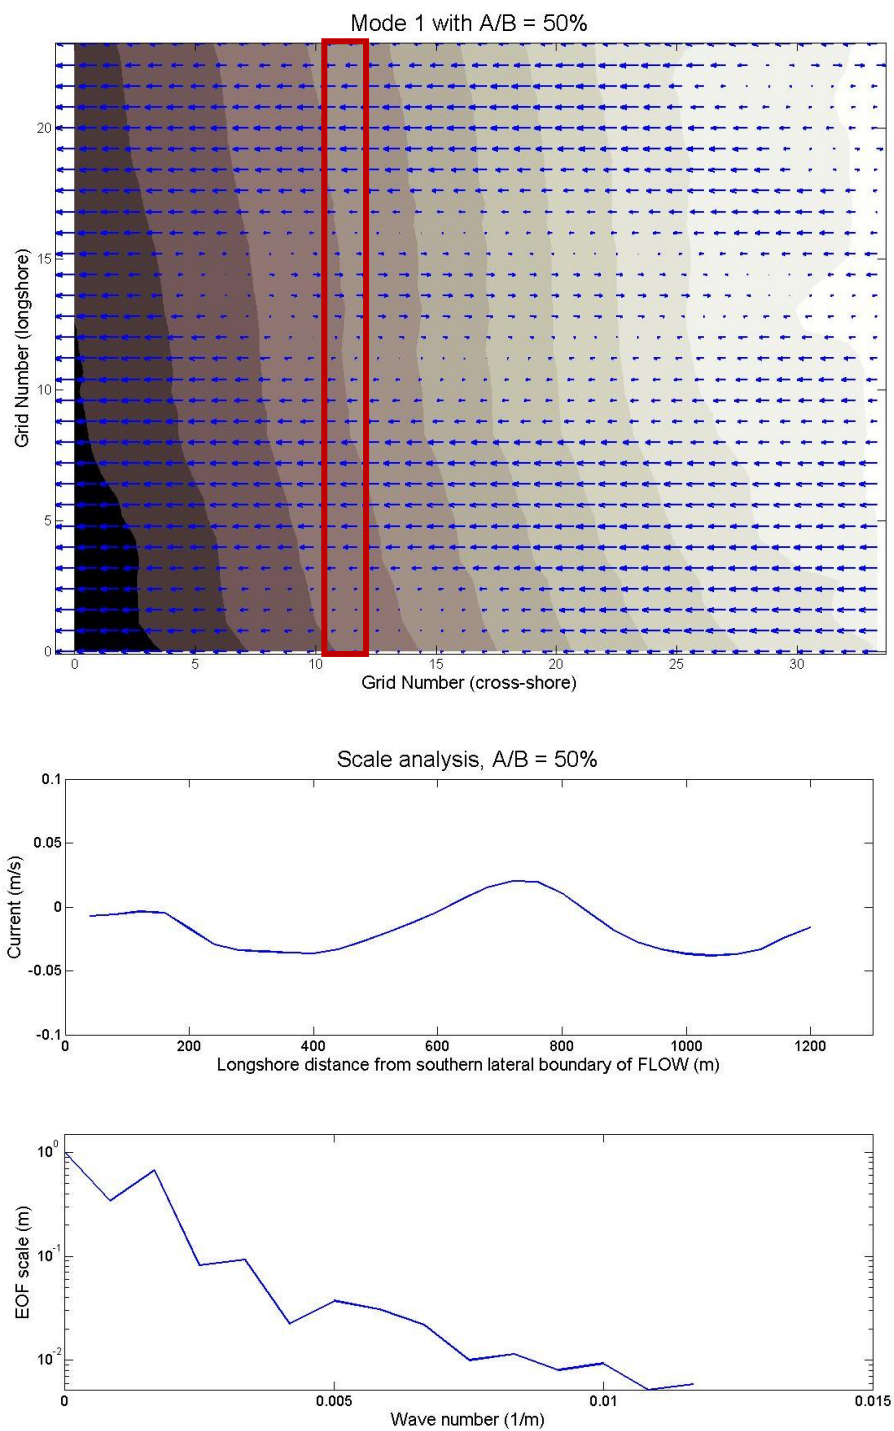 Mode 1 with A/B = 50%
Grid Number (longshore)
20
15
10
5
0
0 5 10 15 20 25 30
Grid Number (cross-shore)
Scale analysis, A/B = 50%
Current (m/s)
0.1
0.05
0
-0.05
-0.1
0 200 400 600 800 1000 1200
Longshore distance from southern lateral boundary of FLOW (m)
EOF scale (m)
10^0
10^-1
10^-2
0 0.005 0.01 0.015
Wave number (1/m)